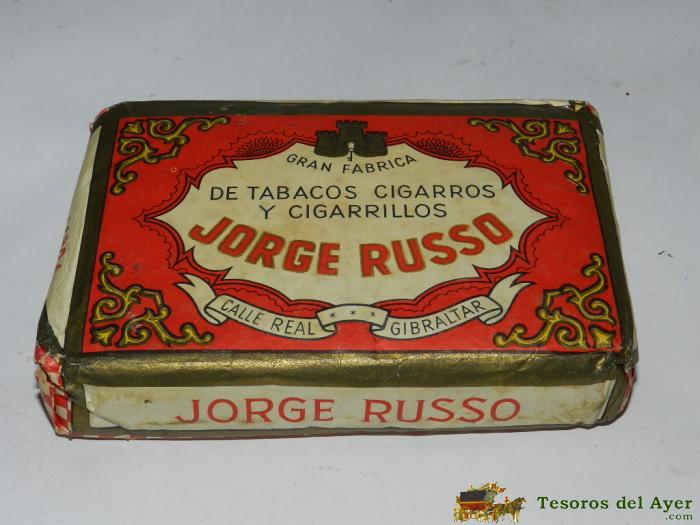 GRAN FABRICA
DE TABACOS CIGARROS
Y CIGARRILLOS
JORGE RUSSO
CALLE REAL * * * GIBRALTAR
JORGE RUSSO
Tesoros del Ayer
.com